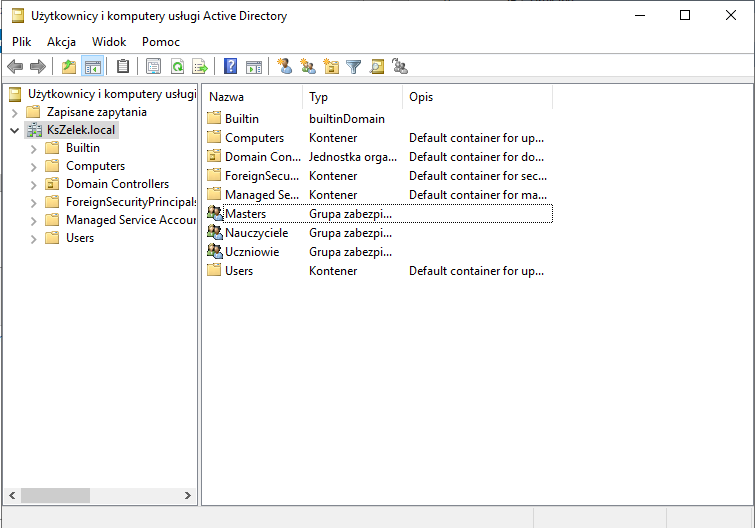 Użytkownicy i komputery usługi Active Directory
Plik Akcja Widok Pomoc
Użytkownicy i komputery usługi
Zapisane zapytania
KsZelek.local
Builtin
Computers
Domain Controllers
ForeignSecurityPrincipals
Managed Service Accour
Users
Nazwa Typ Opis
Builtin builtinDomain
Computers Kontener Default container for up...
Domain Con... Jednostka orga... Default container for do...
ForeignSecu... Kontener Default container for sec...
Managed Se... Kontener Default container for ma...
Masters Grupa zabezpi...
Nauczyciele Grupa zabezpi...
Uczniowie Grupa zabezpi...
Users Kontener Default container for up...